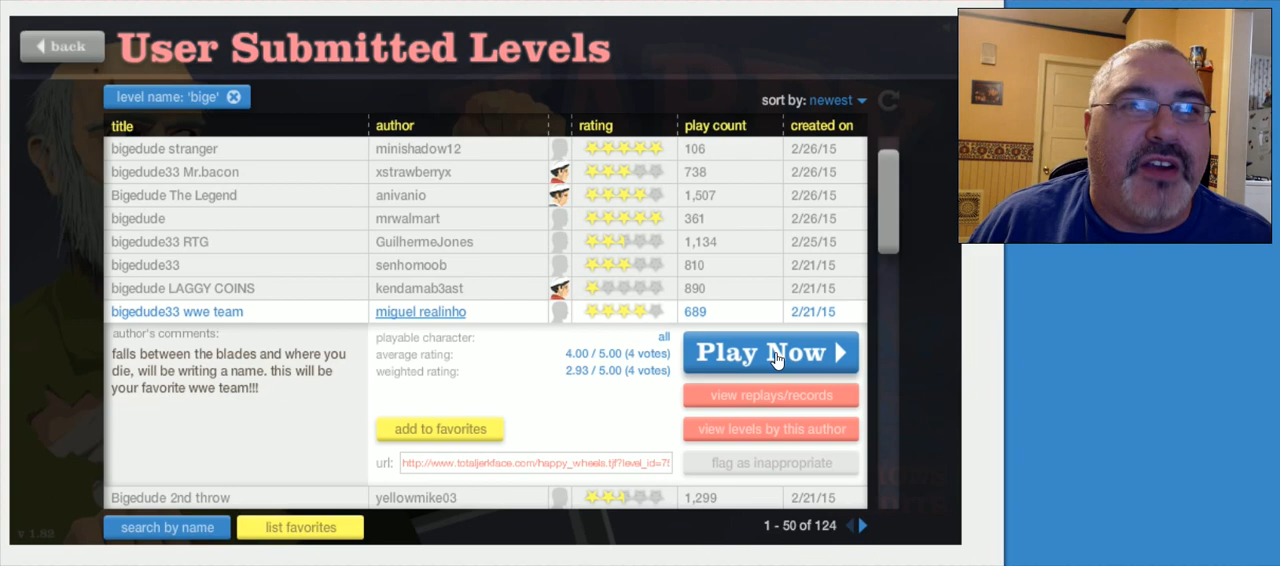 back
User Submitted Levels
level name: 'bige'
sort by: newest
title author rating play count created on
bigedude stranger minishadow12 106 2/26/15
bigedude33 Mr.bacon xstrawberryx 738 2/26/15
Bigedude The Legend anivanio 1,507 2/26/15
bigedude mrwalmart 361 2/26/15
bigedude33 RTG GuilhermeJones 1,134 2/25/15
bigedude33 senhomoob 810 2/21/15
bigedude LAGGY COINS kendamab3ast 890 2/21/15
bigedude33 wwe team miguel realinho 689 2/21/15
author's comments:
falls between the blades and where you
die, will be writing a name. this will be
your favorite wwe team!!!
playable character: all
average rating: 4.00 / 5.00 (4 votes)
weighted rating: 2.93 / 5.00 (4 votes)
Play Now
view replays/records
add to favorites
view levels by this author
url: http://www.totaljerkface.com/happy_wheels.tjf?level_id=7
flag as inappropriate
Bigedude 2nd throw yellowmike03 1,299 2/21/15
search by name
list favorites
1 - 50 of 124